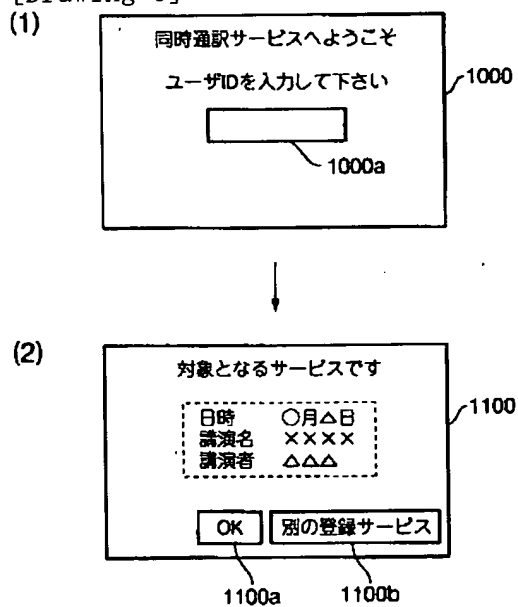 (1)
同時通訳サービスへようこそ
ユーザIDを入力して下さい
1000
1000a
(2)
対象となるサービスです
日時 〇月△日
講演名 ××××
講演者 △△△
1100
OK 別の登録サービス
1100a 1100b